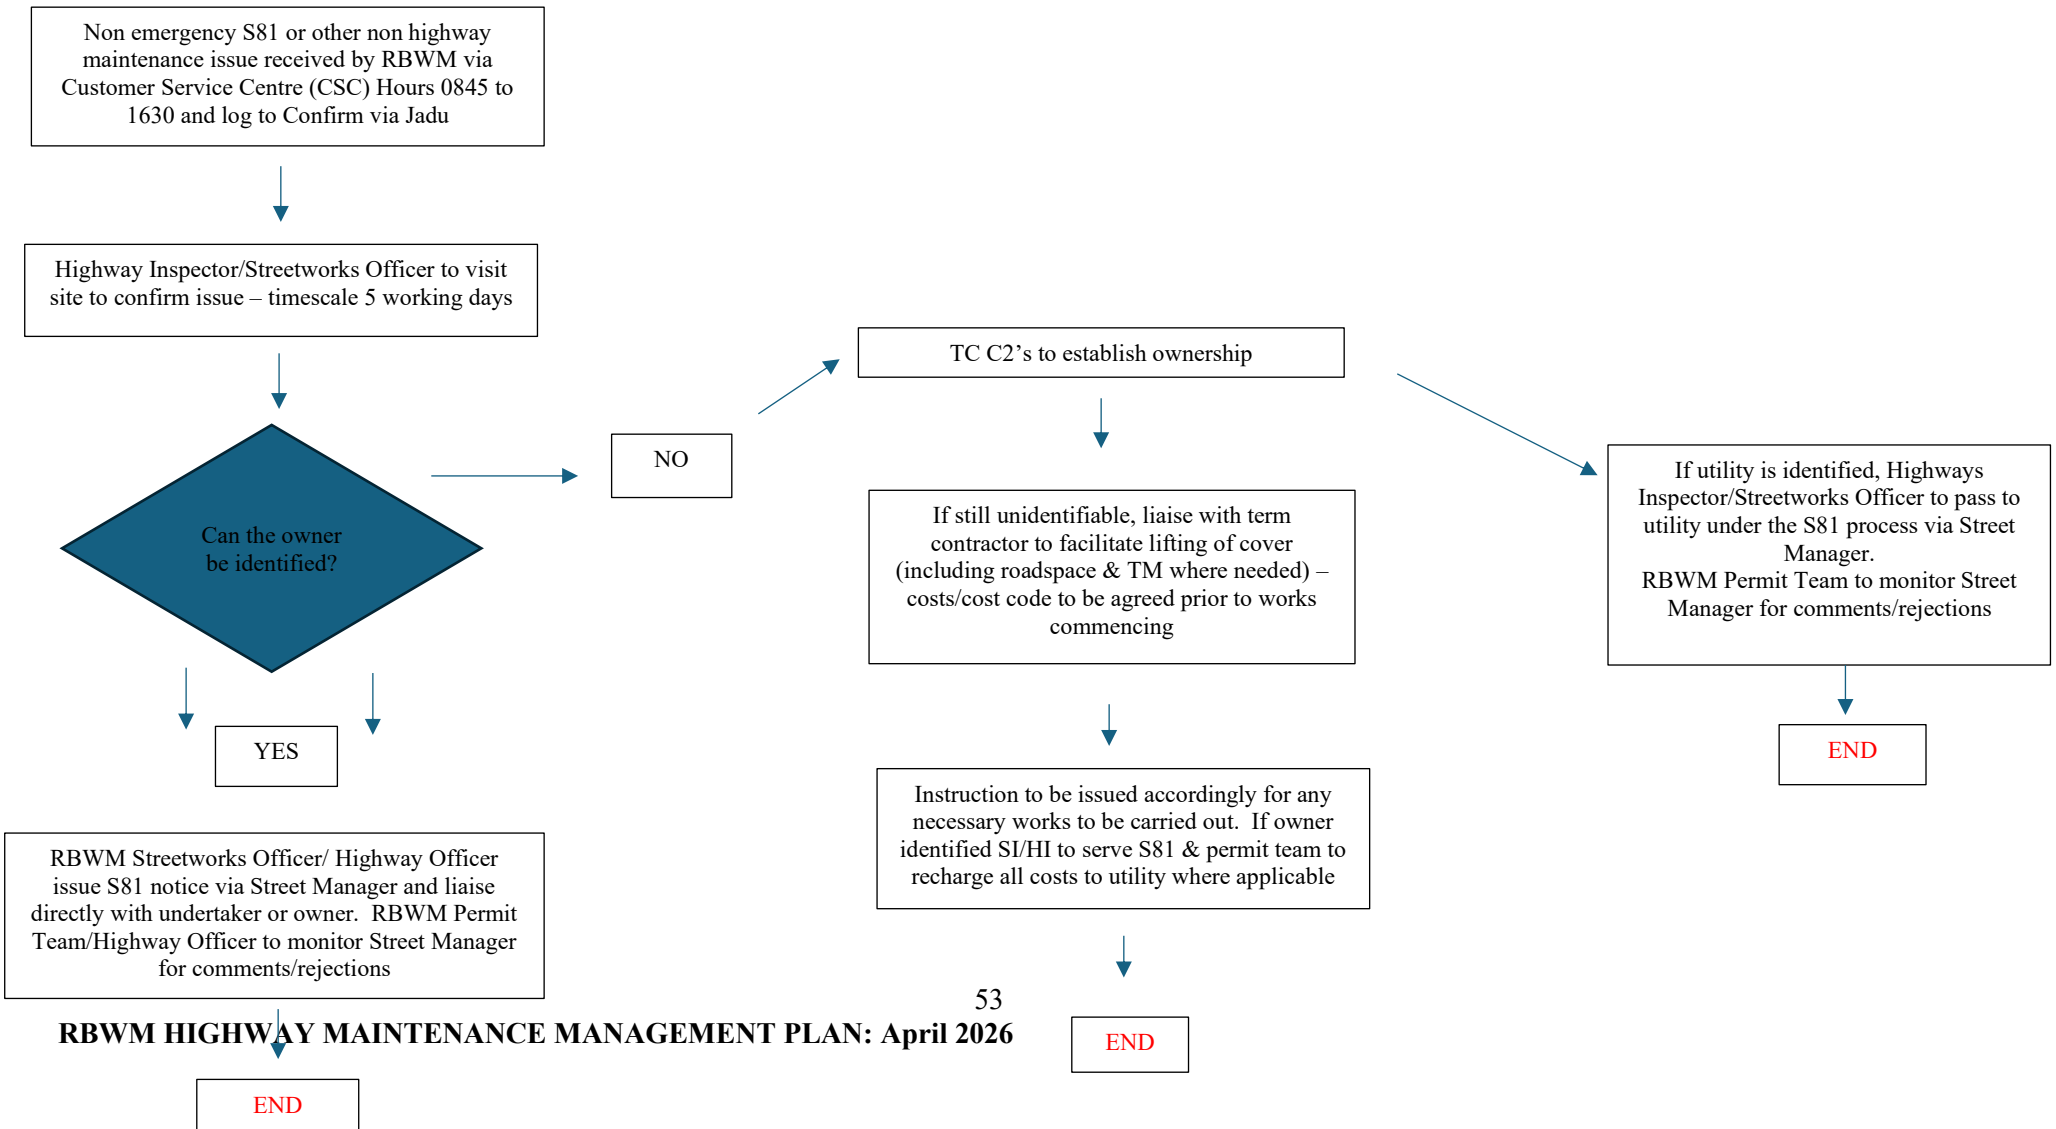 Non emergency S81 or other non highway
maintenance issue received by RBWM via
Customer Service Centre (CSC) Hours 0845 to
1630 and log to Confirm via Jadu
Highway Inspector/Streetworks Officer to visit
site to confirm issue – timescale 5 working days
Can the owner
be identified?
NO
YES
RBWM Streetworks Officer/ Highway Officer
issue S81 notice via Street Manager and liaise
directly with undertaker or owner.  RBWM Permit
Team/Highway Officer to monitor Street Manager
for comments/rejections
END
TC C2’s to establish ownership
If still unidentifiable, liaise with term
contractor to facilitate lifting of cover
(including roadspace & TM where needed) –
costs/cost code to be agreed prior to works
commencing
Instruction to be issued accordingly for any
necessary works to be carried out.  If owner
identified SI/HI to serve S81 & permit team to
recharge all costs to utility where applicable
END
If utility is identified, Highways
Inspector/Streetworks Officer to pass to
utility under the S81 process via Street
Manager.
RBWM Permit Team to monitor Street
Manager for comments/rejections
END
53
RBWM HIGHWAY MAINTENANCE MANAGEMENT PLAN: April 2026